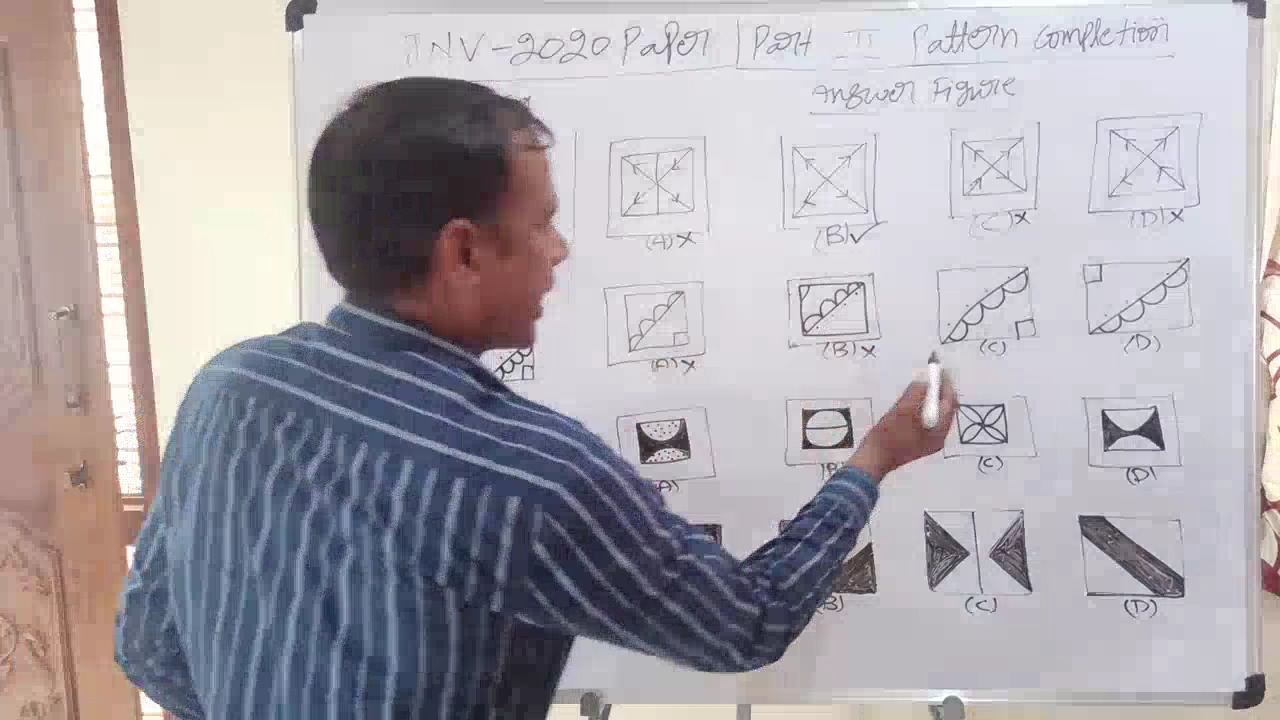 JNV-2020 Paper | Part II Pattern Completion
Answer Figure
(A)× (B)✓ (C)× (D)×
(A)× (B)× (C) (D)
(A) (C) (D)
(B) (C) (D)